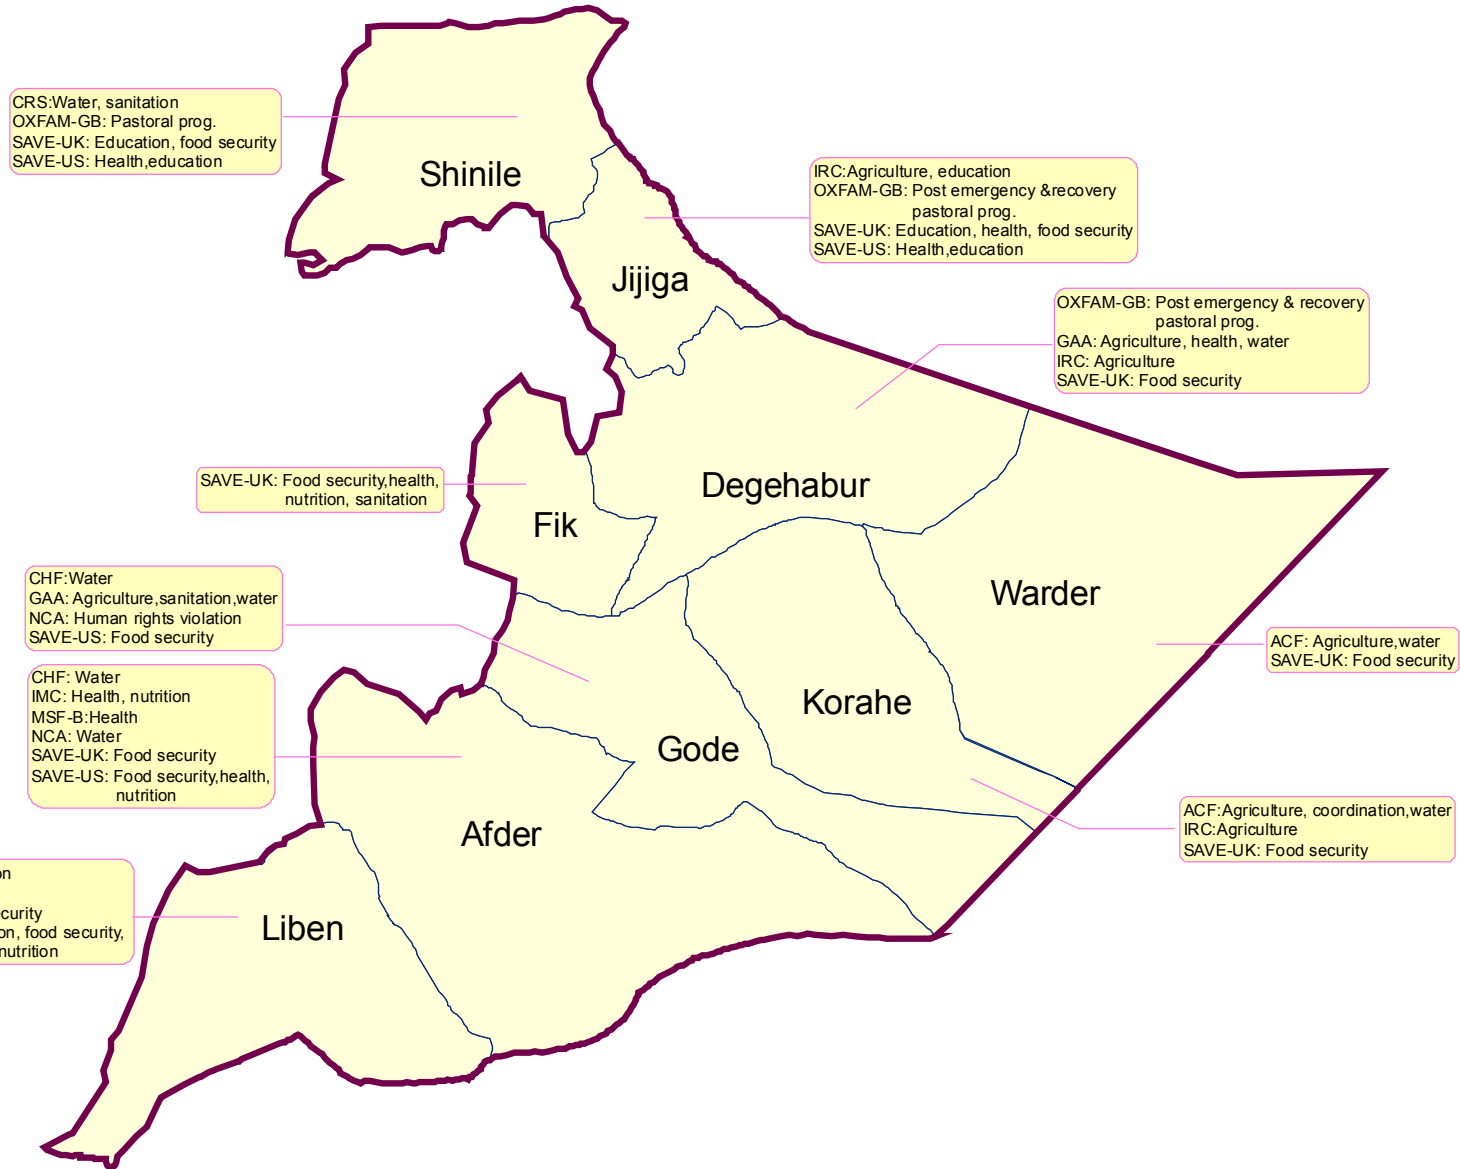 CRS:Water, sanitation
OXFAM-GB: Pastoral prog.
SAVE-UK: Education, food security
SAVE-US: Health,education
Shinile
IRC:Agriculture, education
OXFAM-GB: Post emergency &recovery
pastoral prog.
SAVE-UK: Education, health, food security
SAVE-US: Health,education
Jijiga
OXFAM-GB: Post emergency & recovery
pastoral prog.
GAA: Agriculture, health, water
IRC: Agriculture
SAVE-UK: Food security
Degehabur
SAVE-UK: Food security,health,
nutrition, sanitation
Fik
CHF:Water
GAA: Agriculture,sanitation,water
NCA: Human rights violation
SAVE-US: Food security
Warder
ACF: Agriculture,water
SAVE-UK: Food security
CHF: Water
IMC: Health, nutrition
MSF-B:Health
NCA: Water
SAVE-UK: Food security
SAVE-US: Food security,health,
nutrition
Korahe
Gode
ACF:Agriculture, coordination,water
IRC:Agriculture
SAVE-UK: Food security
Afder
on
curity
on, food security,
nutrition
Liben